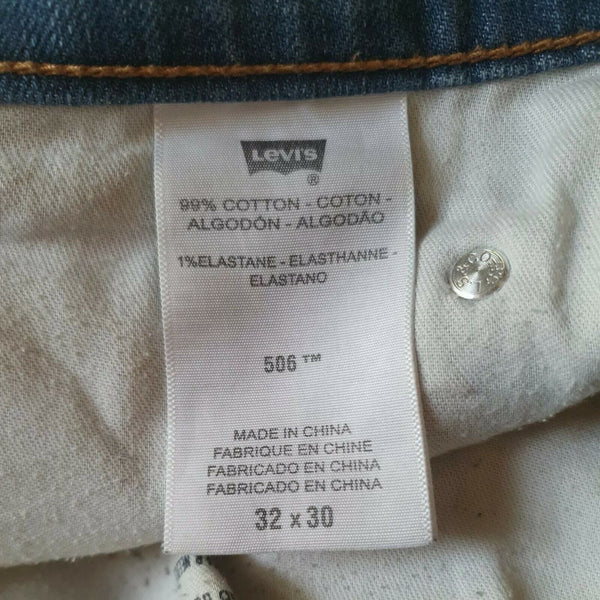 Levi's
®
99% COTTON - COTON -
ALGODÓN - ALGODÃO
1%ELASTANE - ELASTHANNE -
ELASTANO
506 ™
MADE IN CHINA
FABRIQUE EN CHINE
FABRICADO EN CHINA
FABRICADO EN CHINA
32 x 30